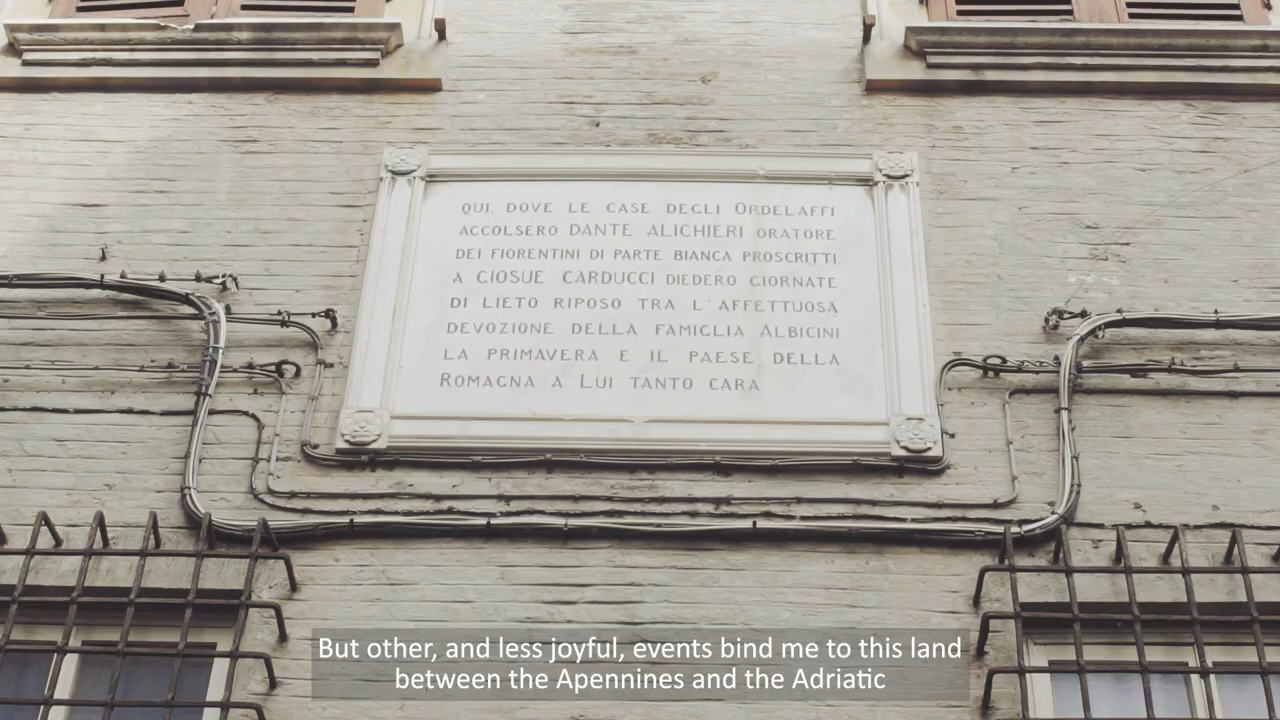 QUI, DOVE LE CASE DEGLI ORDELAFFI
ACCOLSERO DANTE ALIGHIERI ORATORE
DEI FIORENTINI DI PARTE BIANCA PROSCRITTI
A GIOSUE CARDUCCI DIEDERO GIORNATE
DI LIETO RIPOSO TRA L'AFFETTUOSA
DEVOZIONE DELLA FAMIGLIA ALBICINI
LA PRIMAVERA E IL PAESE DELLA
ROMAGNA A LUI TANTO CARA
But other, and less joyful, events bind me to this land
between the Apennines and the Adriatic